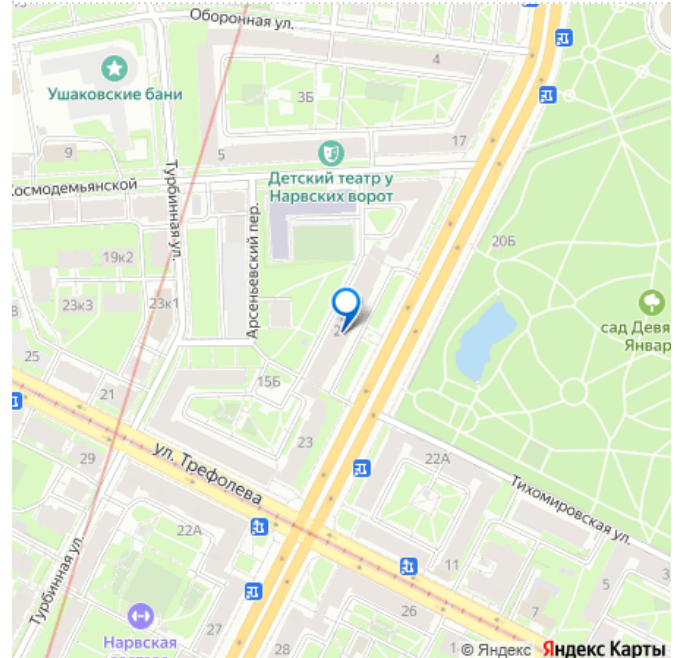 Оборонная ул.
4
Ушаковские бани
3Б
17
9
5
Детский театр у
Нарвских ворот
Космодемьянской
Турбинная ул.
Арсеньевский пер.
20Б
19к2
23к3
23к1
сад Девя
Январ
25
15Б
21
23
29
ул. Трефолева
22А
Тихомировская ул.
22А
Турбинная ул.
11
5
3
7
26
27
Нарвская
28
1
© Яндекс Яндекс Карты